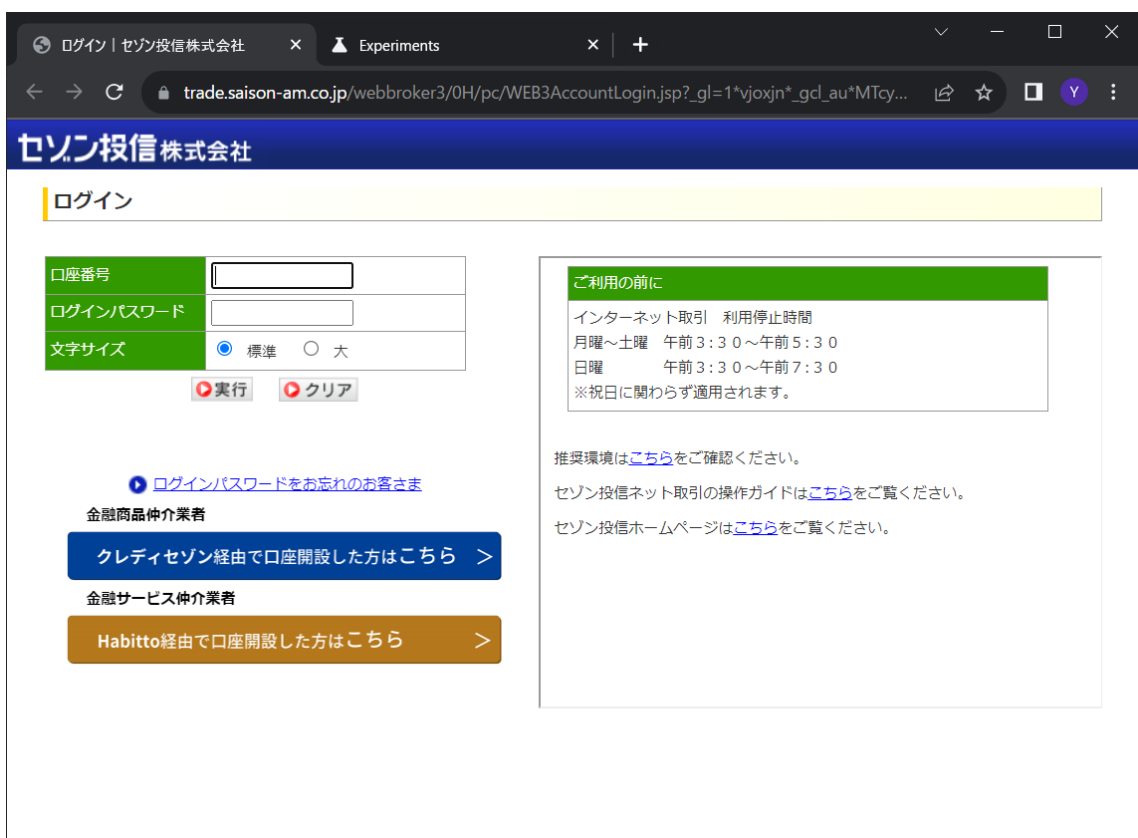 ログイン｜セゾン投信株式会社
Experiments
trade.saison-am.co.jp/webbroker3/0H/pc/WEB3AccountLogin.jsp?_gl=1*vjoxjn*_gcl_au*MTcy...
Y
セゾン投信株式会社
ログイン
口座番号
ログインパスワード
文字サイズ 標準 大
実行 クリア
ログインパスワードをお忘れのお客さま
金融商品仲介業者
クレディセゾン経由で口座開設した方はこちら >
金融サービス仲介業者
Habitto経由で口座開設した方はこちら >
ご利用の前に
インターネット取引 利用停止時間
月曜～土曜 午前３:３０～午前５:３０
日曜 午前３:３０～午前７:３０
※祝日に関わらず適用されます。
推奨環境はこちらをご確認ください。
セゾン投信ネット取引の操作ガイドはこちらをご覧ください。
セゾン投信ホームページはこちらをご覧ください。